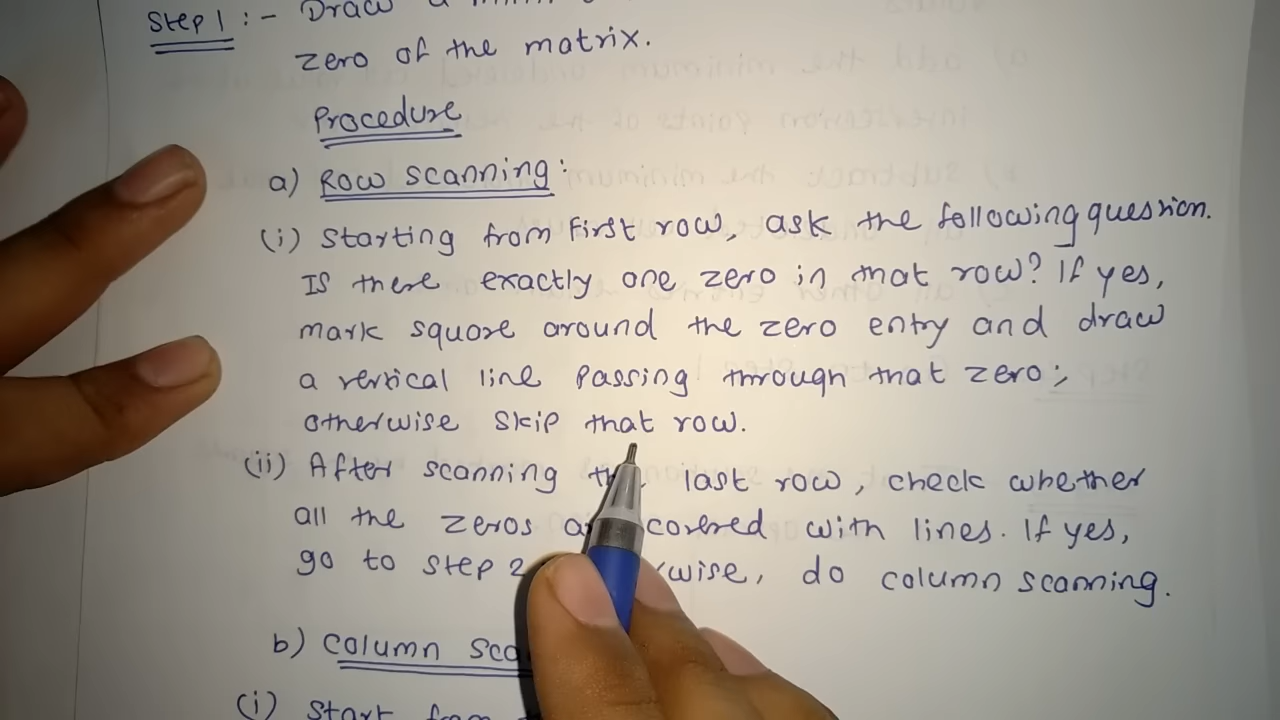 Step 1 :- Draw a
zero of the matrix.
Procedure
a) Row scanning:
(i) Starting from first row, ask the following question.
Is there exactly one zero in that row? If yes,
mark square around the zero entry and draw
a vertical line passing through that zero;
otherwise skip that row.
(ii) After scanning last row, check whether
all the zeros covered with lines. If yes,
go to step 2 do column scanning.
b) Column
(i) Start